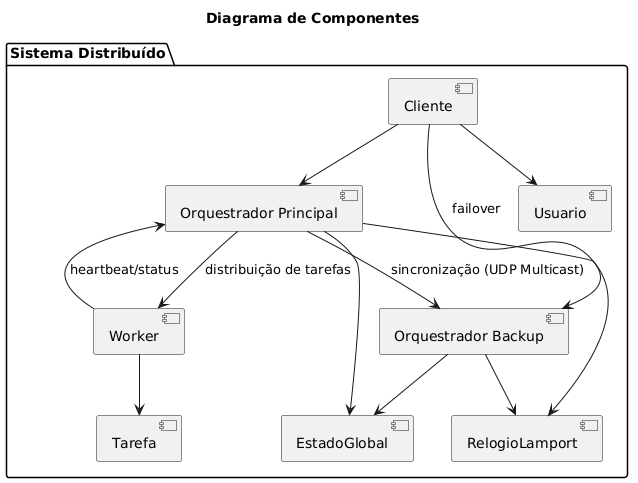 Diagrama de Componentes
Sistema Distribuído
Cliente
failover
Orquestrador Principal
Usuario
heartbeat/status
distribuição de tarefas
sincronização (UDP Multicast)
Worker
Orquestrador Backup
Tarefa
EstadoGlobal
RelogioLamport